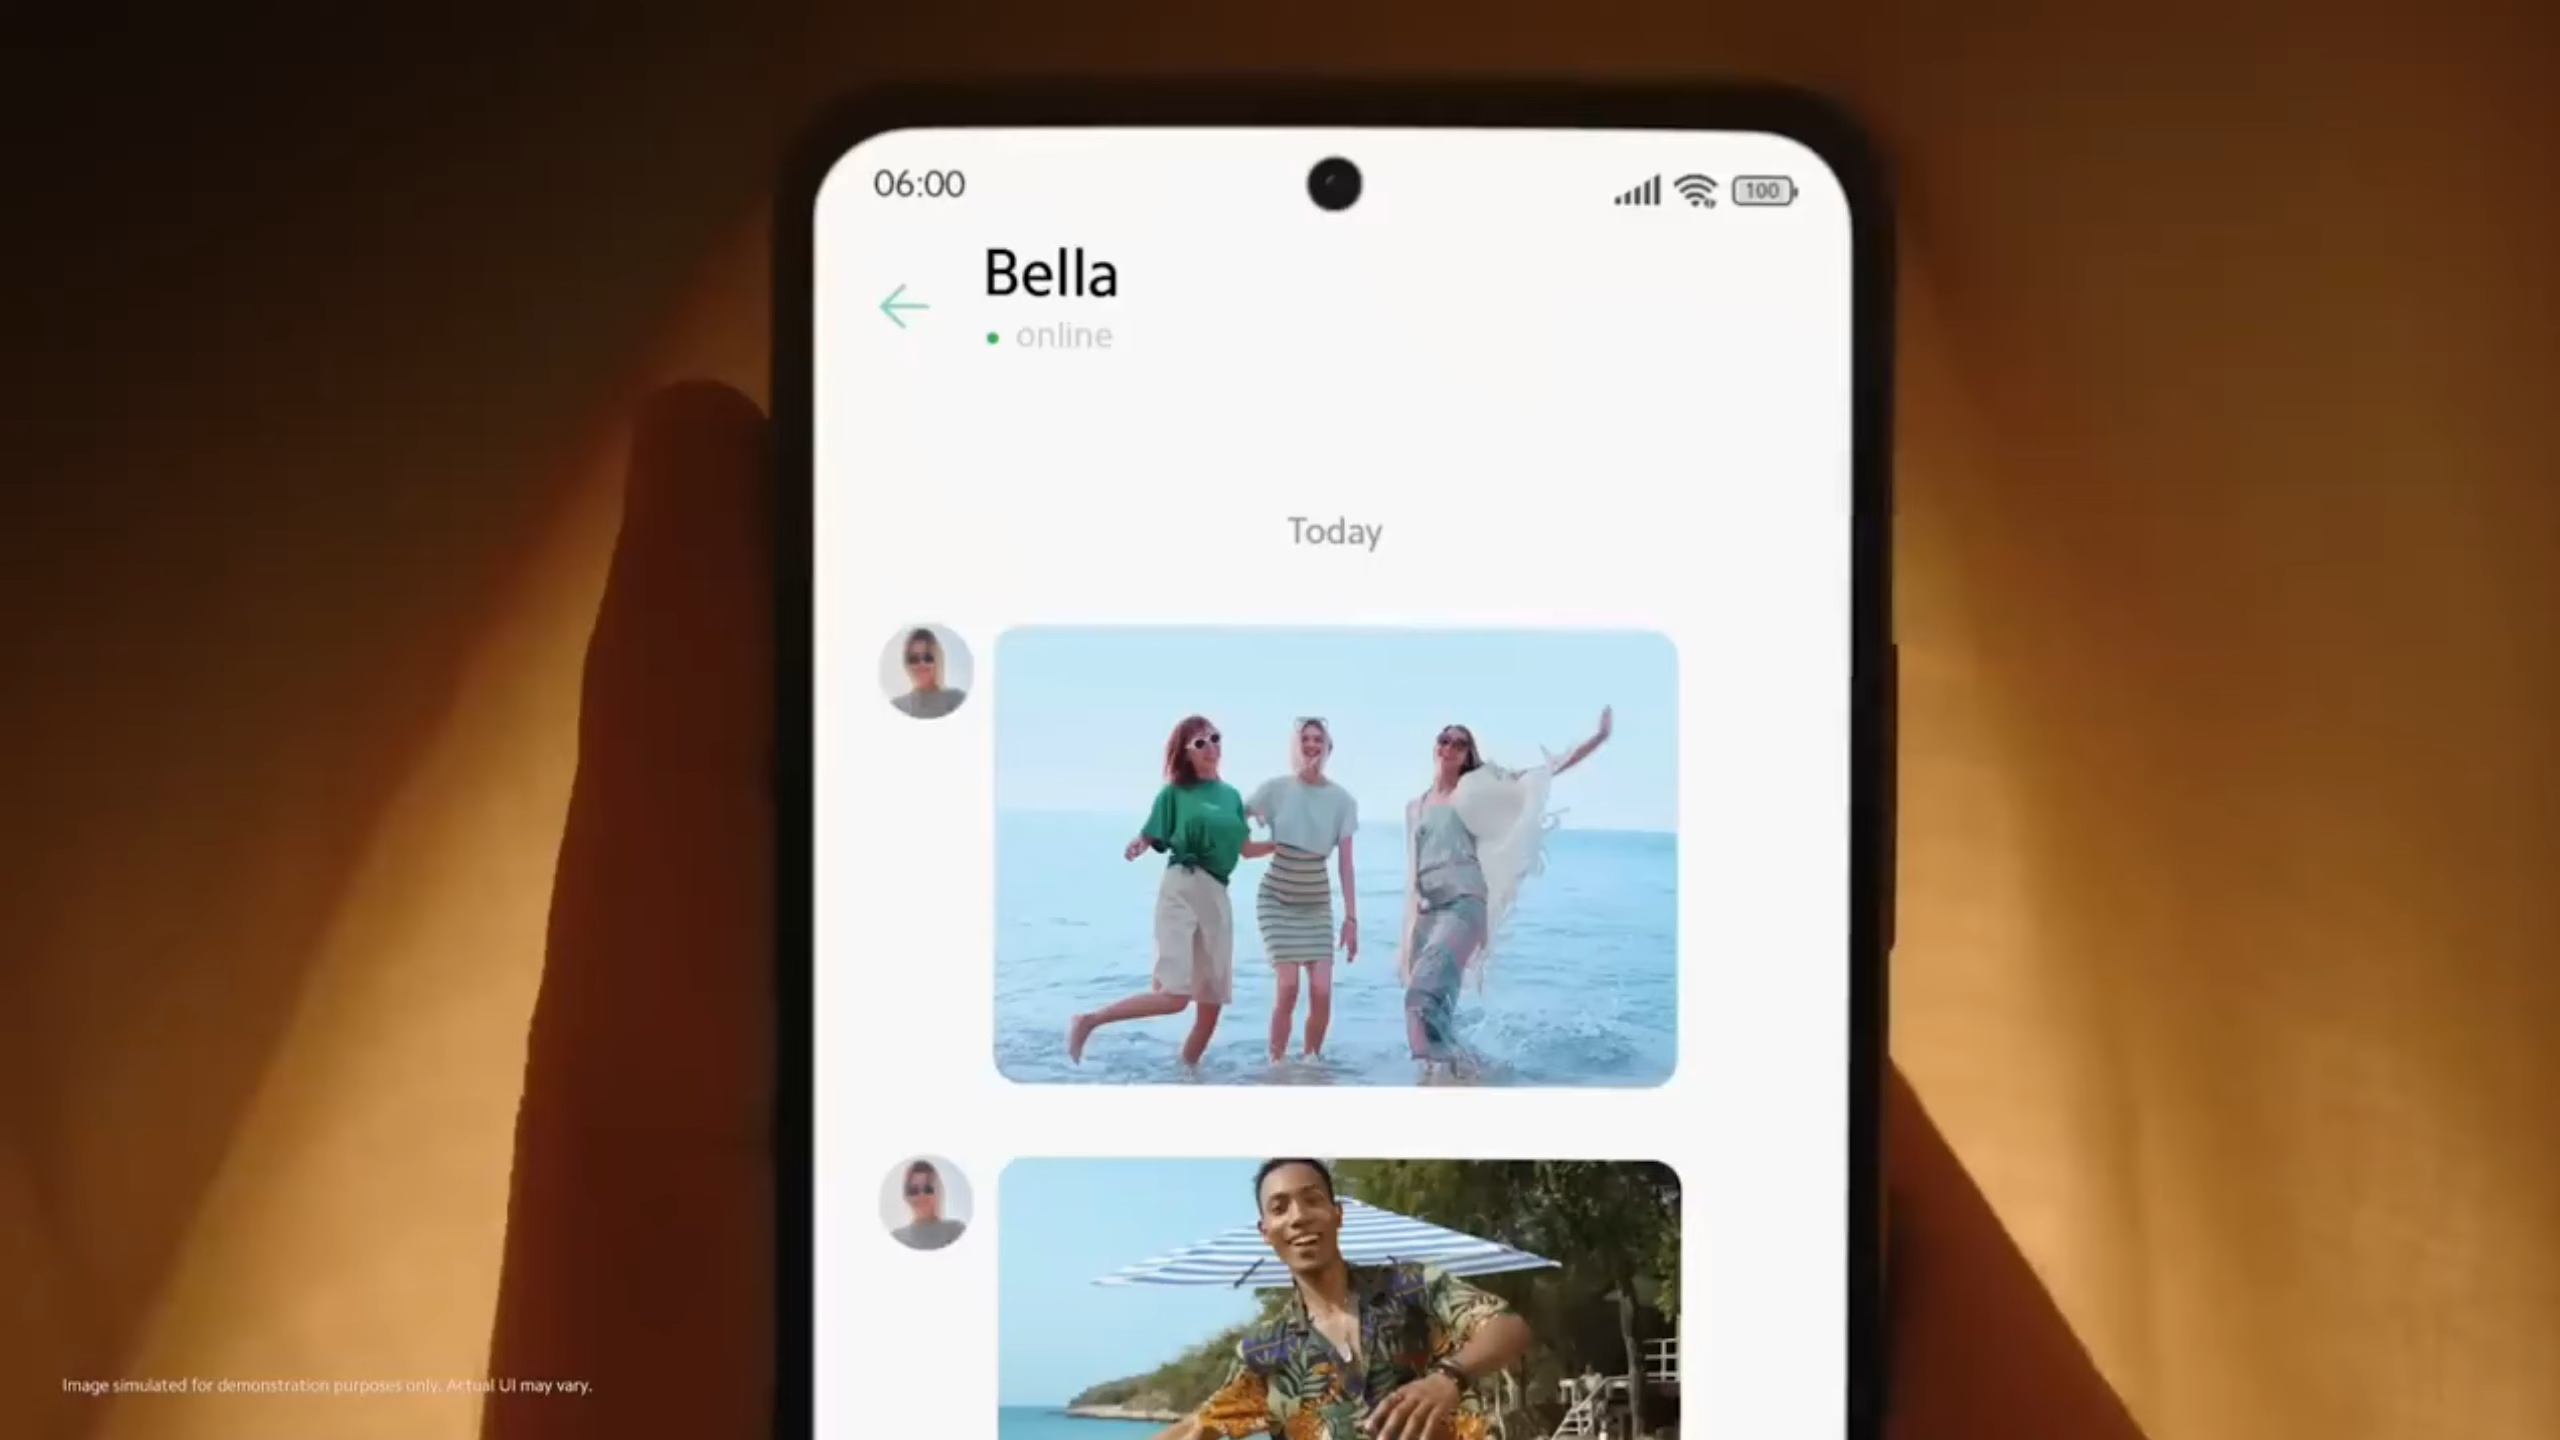 06:00
100
Bella
online
Today
Image simulated for demonstration purposes only. Actual UI may vary.